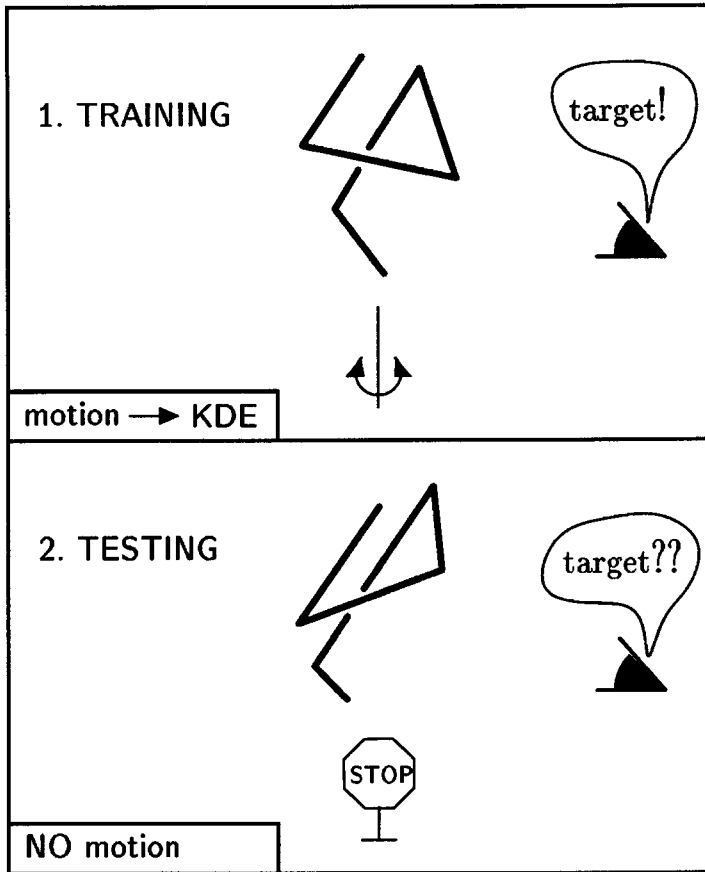 1. TRAINING
target!
motion → KDE
2. TESTING
target??
STOP
NO motion